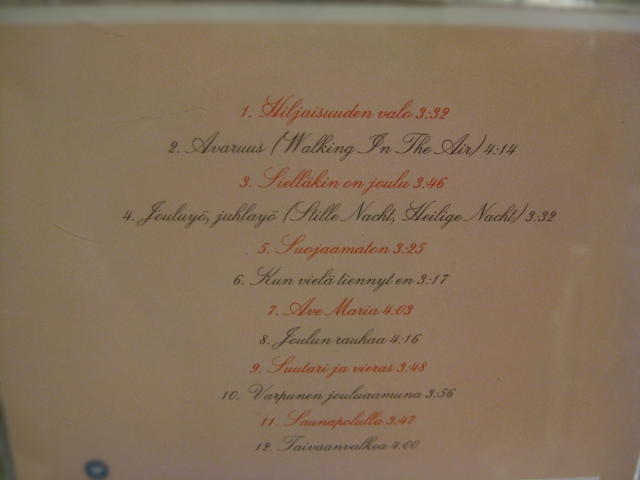 1. Hiljaisuuden valo 3:32
2. Avaruus (Walking In The Air) 4:14
3. Sielläkin on joulu 3:46
4. Jouluyö, juhlayö (Stille Nacht, Heilige Nacht) 3:32
5. Suojaamaton 3:25
6. Kun vielä tiennyt en 3:17
7. Ave Maria 4:03
8. Joulun rauhaa 4:16
9. Suutari ja vieras 3:48
10. Varpunen jouluaamuna 3:56
11. Saunapolulla 3:47
12. Taivaanvalkea 4:00